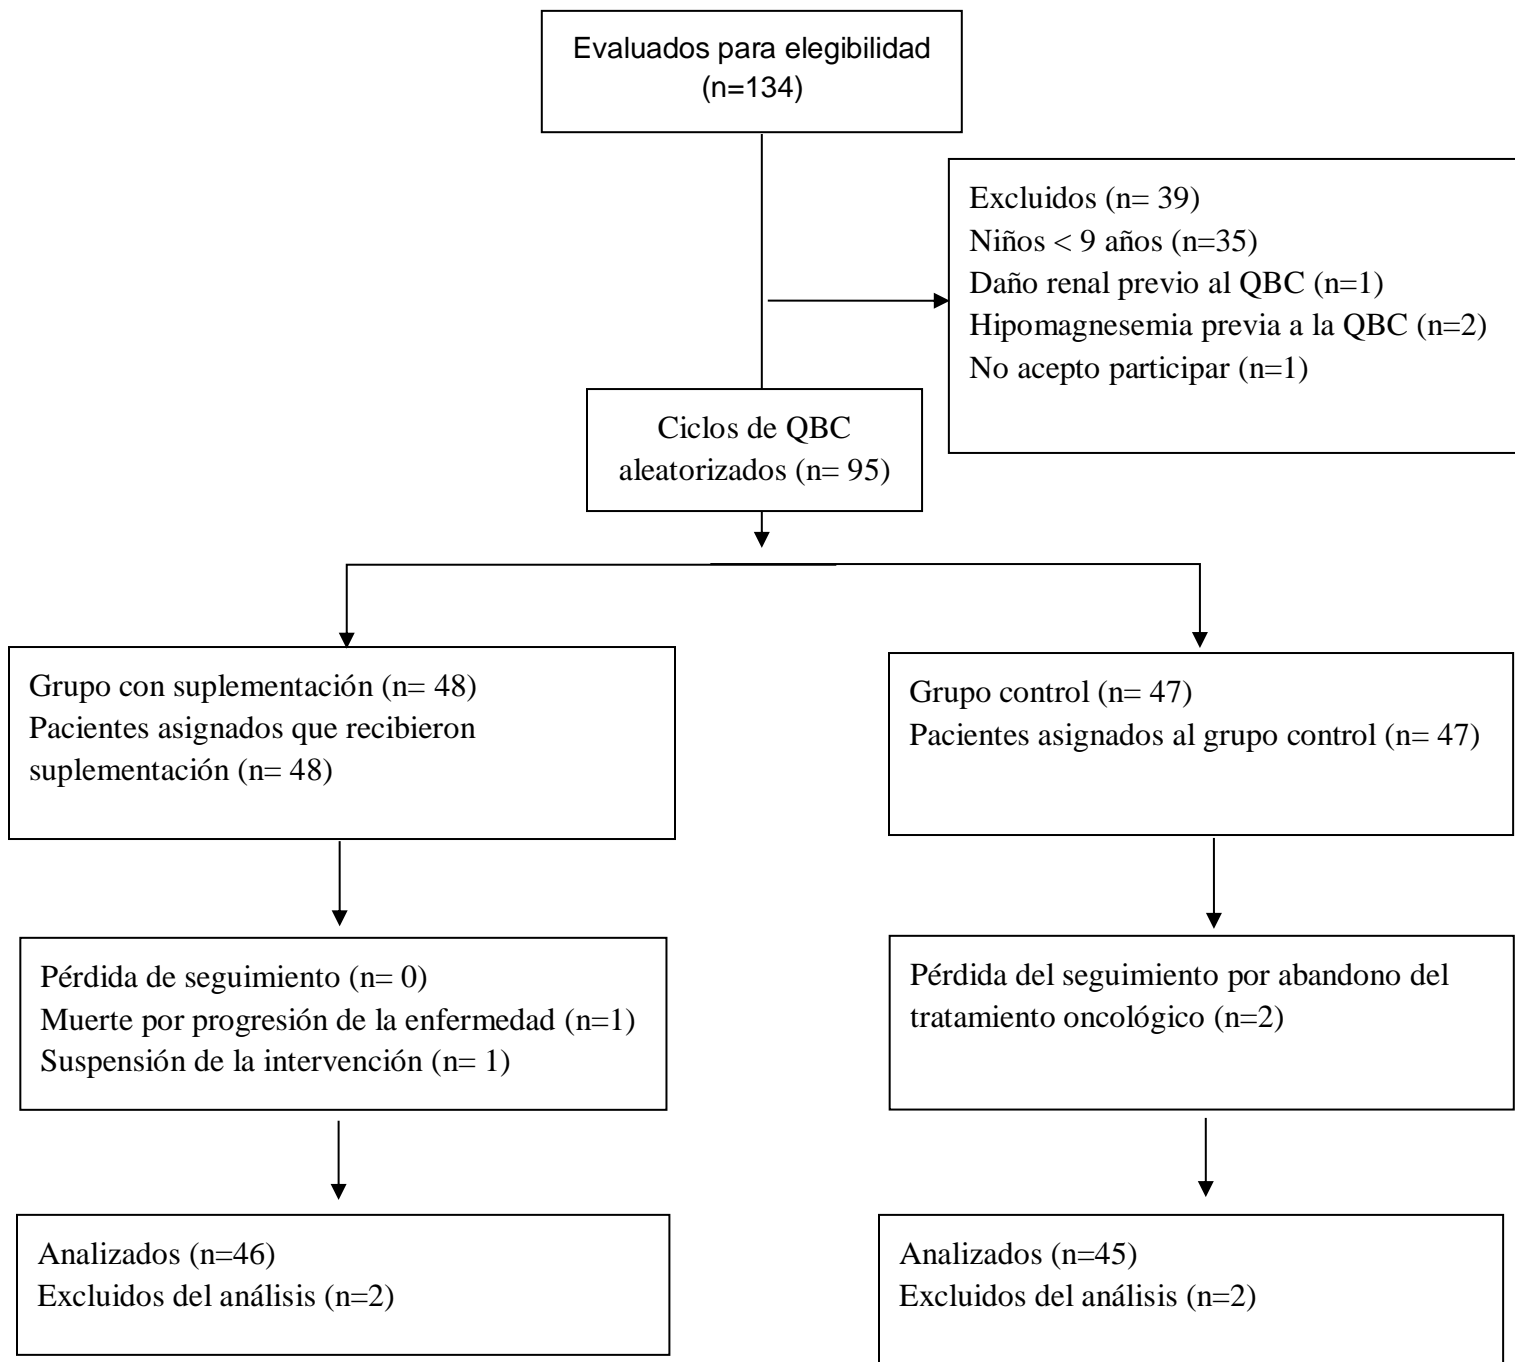 Evaluados para elegibilidad
(n=134)
Excluidos (n= 39)
Niños < 9 años (n=35)
Daño renal previo al QBC (n=1)
Hipomagnesemia previa a la QBC (n=2)
No acepto participar (n=1)
Ciclos de QBC
aleatorizados (n= 95)
Grupo con suplementación (n= 48)
Pacientes asignados que recibieron
suplementación (n= 48)
Grupo control (n= 47)
Pacientes asignados al grupo control (n= 47)
Pérdida de seguimiento (n= 0)
Muerte por progresión de la enfermedad (n=1)
Suspensión de la intervención (n= 1)
Pérdida del seguimiento por abandono del
tratamiento oncológico (n=2)
Analizados (n=46)
Excluidos del análisis (n=2)
Analizados (n=45)
Excluidos del análisis (n=2)